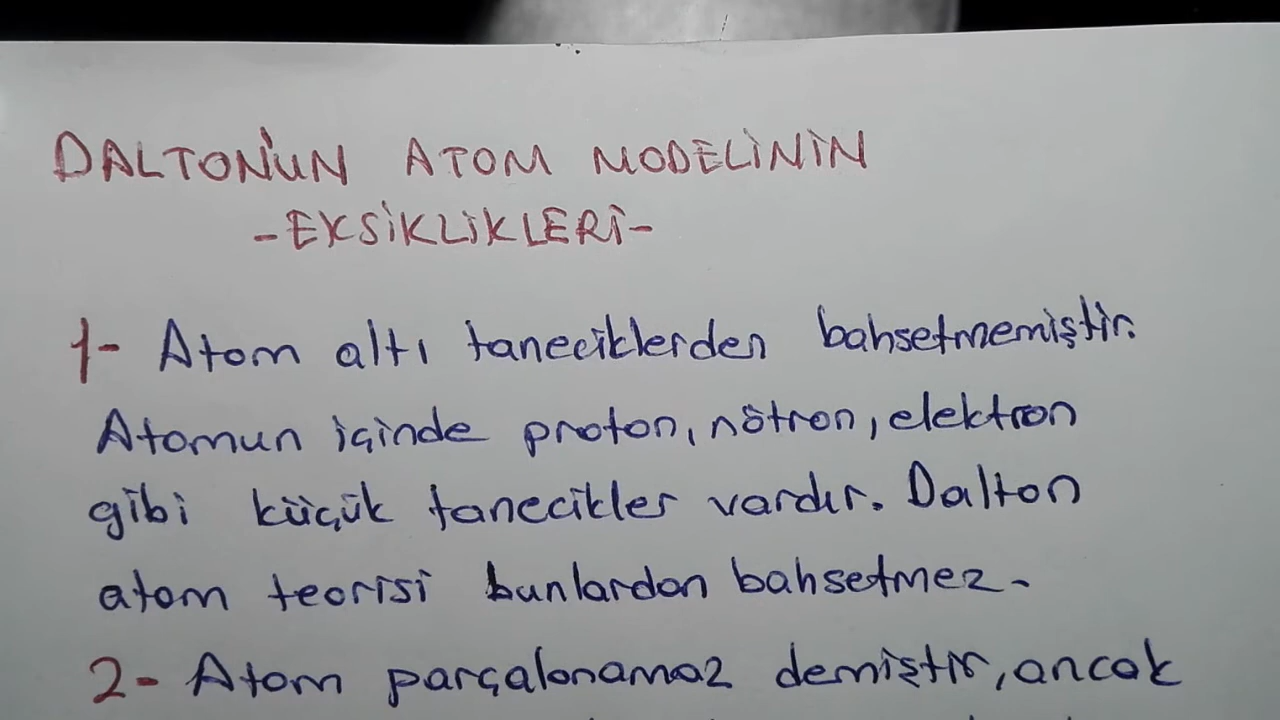 DALTON'UN ATOM MODELİNİN
-EKSİKLİKLERİ-
1- Atom altı taneciklerden bahsetmemiştir.
Atomun içinde proton, nötron, elektron
gibi küçük tanecikler vardır. Dalton
atom teorisi bunlardan bahsetmez.
2- Atom parçalanamaz demiştir, ancak